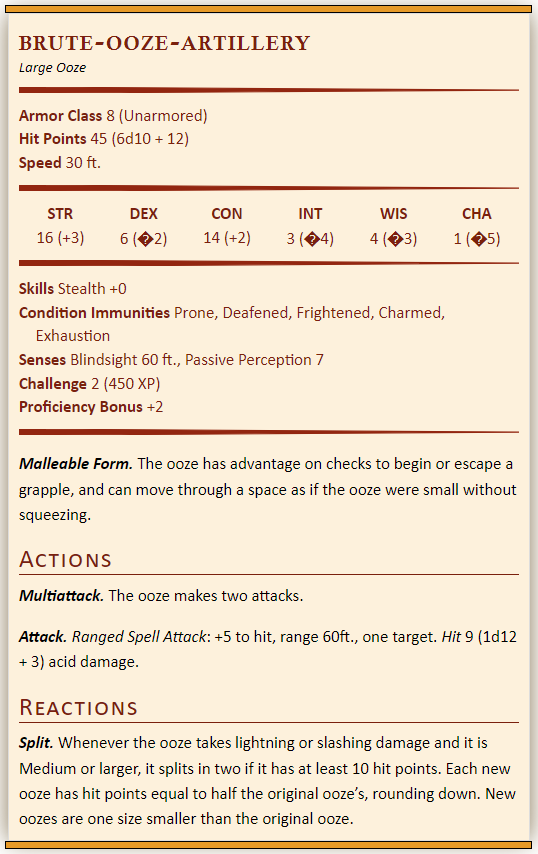 BRUTE-OOZE-ARTILLERY
Large Ooze
Armor Class 8 (Unarmored)
Hit Points 45 (6d10 + 12)
Speed 30 ft.
STR DEX CON INT WIS CHA
16 (+3) 6 (�2) 14 (+2) 3 (�4) 4 (�3) 1 (�5)
Skills Stealth +0
Condition Immunities Prone, Deafened, Frightened, Charmed,
Exhaustion
Senses Blindsight 60 ft., Passive Perception 7
Challenge 2 (450 XP)
Proficiency Bonus +2
Malleable Form. The ooze has advantage on checks to begin or escape a
grapple, and can move through a space as if the ooze were small without
squeezing.
ACTIONS
Multiattack. The ooze makes two attacks.
Attack. Ranged Spell Attack: +5 to hit, range 60ft., one target. Hit 9 (1d12
+ 3) acid damage.
REACTIONS
Split. Whenever the ooze takes lightning or slashing damage and it is
Medium or larger, it splits in two if it has at least 10 hit points. Each new
ooze has hit points equal to half the original ooze’s, rounding down. New
oozes are one size smaller than the original ooze.